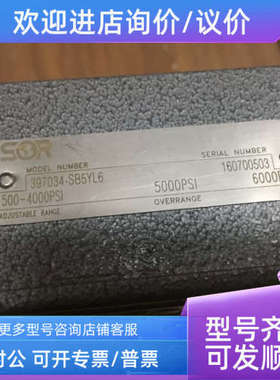 欢迎进店询价/议价
SOR
MODEL NUMBER
SERIAL NUMBER
397034-SB5YL6
160700503
500-4000PSI
5000PSI
ADJUSTABLE RANGE
OVERRANGE
更多型号咨询店铺客服
型号齐
对公 可开专票/普票
可发顺